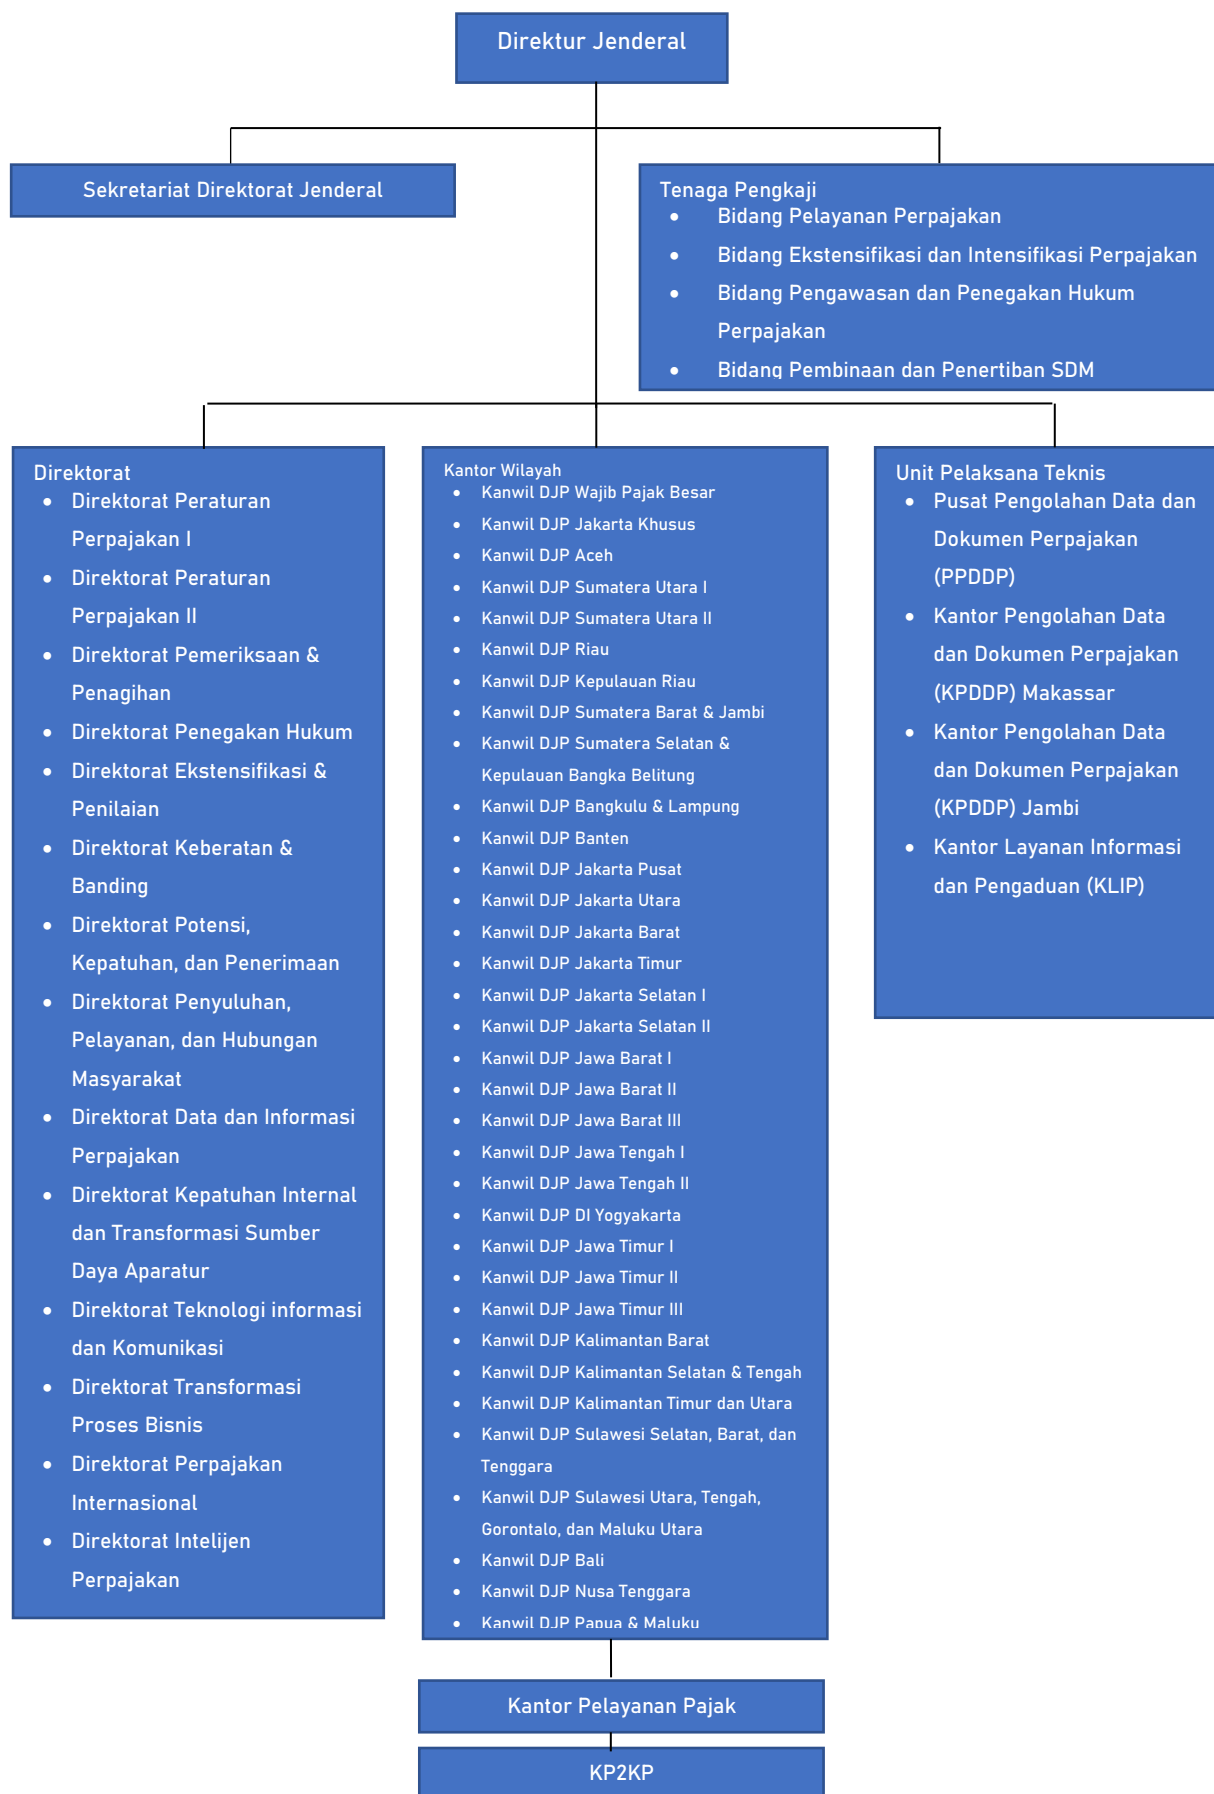 Direktur Jenderal
Sekretariat Direktorat Jenderal
Tenaga Pengkaji
• Bidang Pelayanan Perpajakan
• Bidang Ekstensifikasi dan Intensifikasi Perpajakan
• Bidang Pengawasan dan Penegakan Hukum
Perpajakan
• Bidang Pembinaan dan Penertiban SDM
Direktorat
• Direktorat Peraturan
Perpajakan I
• Direktorat Peraturan
Perpajakan II
• Direktorat Pemeriksaan &
Penagihan
• Direktorat Penegakan Hukum
• Direktorat Ekstensifikasi &
Penilaian
• Direktorat Keberatan &
Banding
• Direktorat Potensi,
Kepatuhan, dan Penerimaan
• Direktorat Penyuluhan,
Pelayanan, dan Hubungan
Masyarakat
• Direktorat Data dan Informasi
Perpajakan
• Direktorat Kepatuhan Internal
dan Transformasi Sumber
Daya Aparatur
• Direktorat Teknologi informasi
dan Komunikasi
• Direktorat Transformasi
Proses Bisnis
• Direktorat Perpajakan
Internasional
• Direktorat Intelijen
Perpajakan
Kantor Wilayah
• Kanwil DJP Wajib Pajak Besar
• Kanwil DJP Jakarta Khusus
• Kanwil DJP Aceh
• Kanwil DJP Sumatera Utara I
• Kanwil DJP Sumatera Utara II
• Kanwil DJP Riau
• Kanwil DJP Kepulauan Riau
• Kanwil DJP Sumatera Barat & Jambi
• Kanwil DJP Sumatera Selatan &
Kepulauan Bangka Belitung
• Kanwil DJP Bangkulu & Lampung
• Kanwil DJP Banten
• Kanwil DJP Jakarta Pusat
• Kanwil DJP Jakarta Utara
• Kanwil DJP Jakarta Barat
• Kanwil DJP Jakarta Timur
• Kanwil DJP Jakarta Selatan I
• Kanwil DJP Jakarta Selatan II
• Kanwil DJP Jawa Barat I
• Kanwil DJP Jawa Barat II
• Kanwil DJP Jawa Barat III
• Kanwil DJP Jawa Tengah I
• Kanwil DJP Jawa Tengah II
• Kanwil DJP DI Yogyakarta
• Kanwil DJP Jawa Timur I
• Kanwil DJP Jawa Timur II
• Kanwil DJP Jawa Timur III
• Kanwil DJP Kalimantan Barat
• Kanwil DJP Kalimantan Selatan & Tengah
• Kanwil DJP Kalimantan Timur dan Utara
• Kanwil DJP Sulawesi Selatan, Barat, dan
Tenggara
• Kanwil DJP Sulawesi Utara, Tengah,
Gorontalo, dan Maluku Utara
• Kanwil DJP Bali
• Kanwil DJP Nusa Tenggara
• Kanwil DJP Papua & Maluku
Unit Pelaksana Teknis
• Pusat Pengolahan Data dan
Dokumen Perpajakan
(PPDDP)
• Kantor Pengolahan Data
dan Dokumen Perpajakan
(KPDDP) Makassar
• Kantor Pengolahan Data
dan Dokumen Perpajakan
(KPDDP) Jambi
• Kantor Layanan Informasi
dan Pengaduan (KLIP)
Kantor Pelayanan Pajak
KP2KP